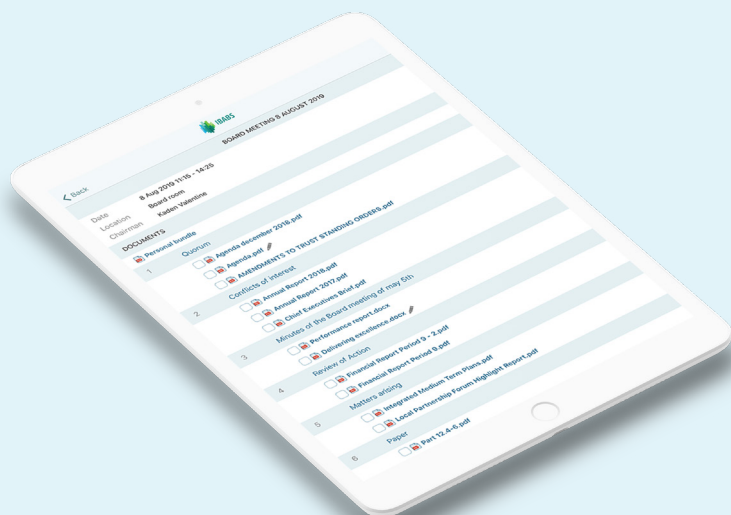 iBABS
BOARD MEETING 8 AUGUST 2019
Back
Date 8 Aug 2019 11:15 - 14:25
Location Board room
Chairman Kaden Valentine
DOCUMENTS
Personal bundle
1 Quorum
Agenda december 2018.pdf
Agenda.pdf
AMENDMENTS TO TRUST STANDING ORDERS.pdf
2 Conflicts of interest
Annual Report 2018.pdf
Annual Report 2017.pdf
Chief Executives Brief.pdf
3 Minutes of the Board meeting of may 5th
Performance report.docx
Delivering excellence.docx
4 Review of Action
Financial Report Period 9 - 2.pdf
Financial Report Period 9.pdf
5 Matters arising
Integrated Medium Term Plans.pdf
Local Partnership Forum Highlight Report.pdf
6 Paper
Part 12.4-6.pdf